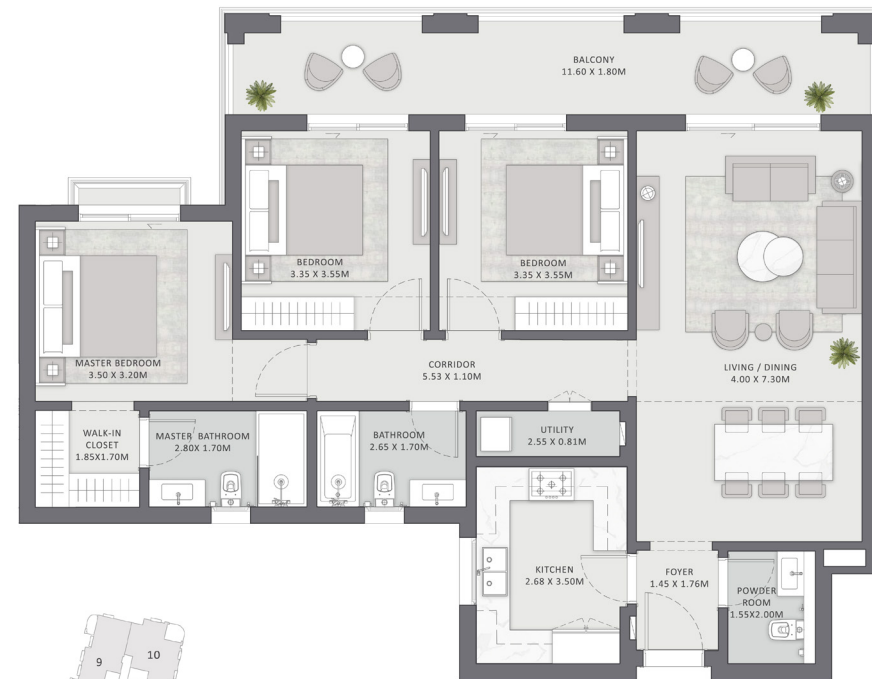 BALCONY
11.60 X 1.80M
BEDROOM
3.35 X 3.55M
BEDROOM
3.35 X 3.55M
MASTER BEDROOM
3.50 X 3.20M
CORRIDOR
5.53 X 1.10M
LIVING / DINING
4.00 X 7.30M
WALK-IN
CLOSET
1.85X1.70M
MASTER BATHROOM
2.80X 1.70M
BATHROOM
2.65 X 1.70M
UTILITY
2.55 X 0.81M
KITCHEN
2.68 X 3.50M
FOYER
1.45 X 1.76M
POWDER
ROOM
1.55X2.00M
9
10